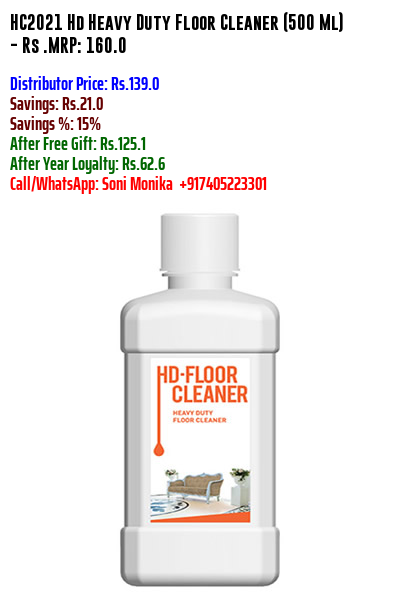 HC2021 Hd Heavy Duty Floor Cleaner (500 Ml)
- Rs .MRP: 160.0
Distributor Price: Rs.139.0
Savings: Rs.21.0
Savings %: 15%
After Free Gift: Rs.125.1
After Year Loyalty: Rs.62.6
Call/WhatsApp: Soni Monika +917405223301
HD-FLOOR
CLEANER
HEAVY DUTY
FLOOR CLEANER